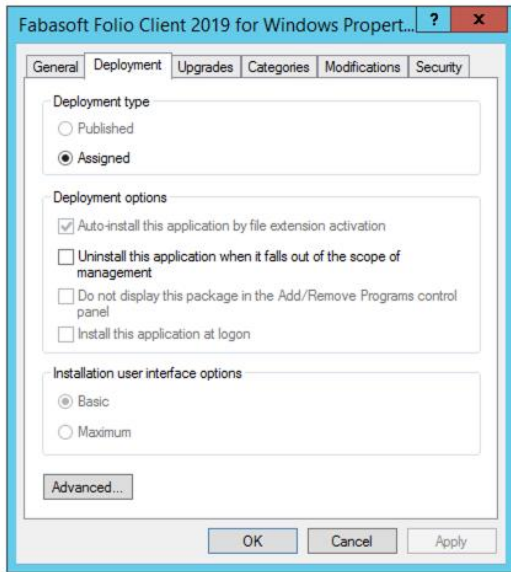 Fabasoft Folio Client 2019 for Windows Propert... ? x
General Deployment Upgrades Categories Modifications Security
Deployment type
Published
Assigned
Deployment options
Auto-install this application by file extension activation
Uninstall this application when it falls out of the scope of
management
Do not display this package in the Add/Remove Programs control
panel
Install this application at logon
Installation user interface options
Basic
Maximum
Advanced...
OK Cancel Apply